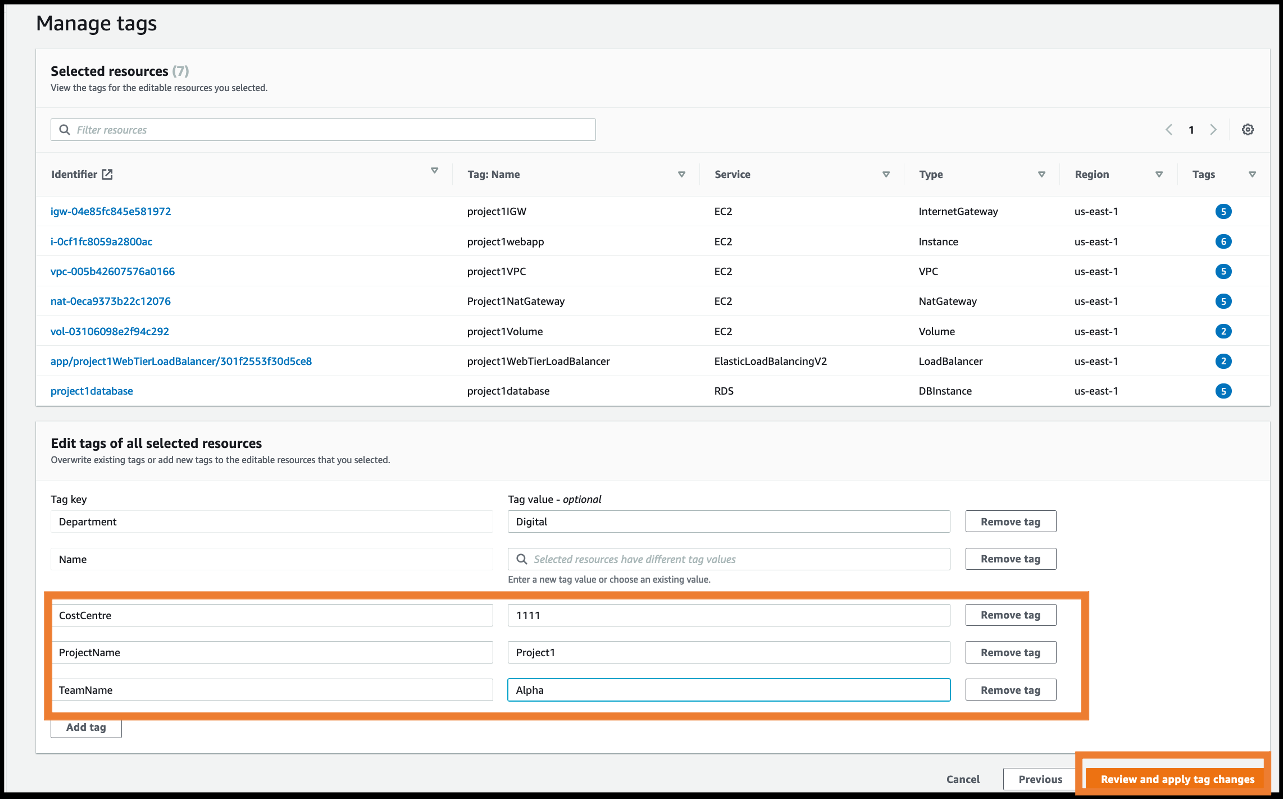 Manage tags
Selected resources (7)
View the tags for the editable resources you selected.
Filter resources
1
Identifier Tag: Name Service Type Region Tags
igw-04e85fc845e581972 project1IGW EC2 InternetGateway us-east-1 5
i-0cf1fc8059a2800ac project1webapp EC2 Instance us-east-1 6
vpc-005b42607576a0166 project1VPC EC2 VPC us-east-1 5
nat-0eca9373b22c12076 Project1NatGateway EC2 NatGateway us-east-1 5
vol-03106098e2f94c292 project1Volume EC2 Volume us-east-1 2
app/project1WebTierLoadBalancer/301f2553f30d5ce8 project1WebTierLoadBalancer ElasticLoadBalancingV2 LoadBalancer us-east-1 2
project1database project1database RDS DBInstance us-east-1 5
Edit tags of all selected resources
Overwrite existing tags or add new tags to the editable resources that you selected.
Tag key Tag value - optional
Department Digital Remove tag
Name Selected resources have different tag values Remove tag
Enter a new tag value or choose an existing value.
CostCentre 1111 Remove tag
ProjectName Project1 Remove tag
TeamName Alpha Remove tag
Add tag
Cancel Previous Review and apply tag changes